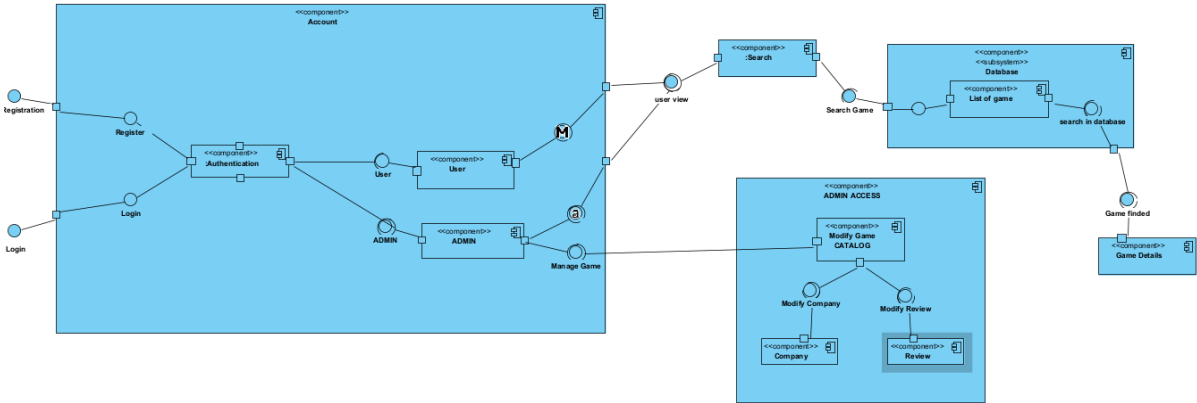 <<component>>
Account
Registration
Register
<<component>>
:Authentication
Login
Login
User
<<component>>
User
M
ADMIN
<<component>>
ADMIN
a
Manage Game
user view
<<component>>
:Search
Search Game
<<component>>
<<subsystem>>
Database
<<component>>
List of game
search in database
Game finded
<<component>>
Game Details
<<component>>
ADMIN ACCESS
<<component>>
Modify Game
CATALOG
Modify Company
Modify Review
<<component>>
Company
<<component>>
Review